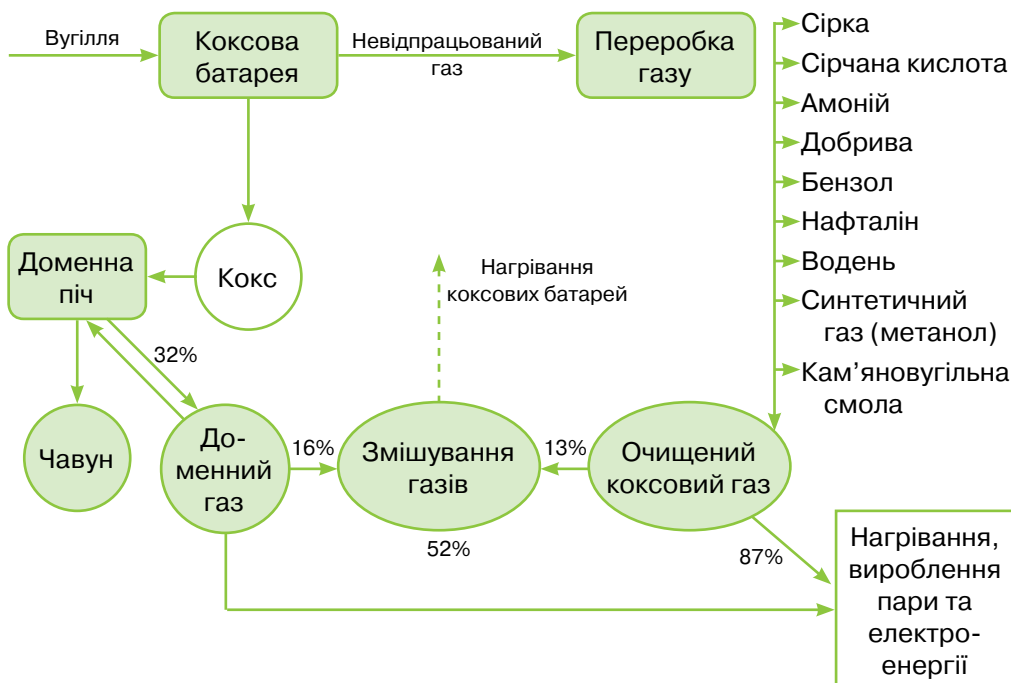 Вугілля
Коксова
батарея
Невідпрацьований
газ
Переробка
газу
Сірка
Сірчана кислота
Амоній
Добрива
Бензол
Нафталін
Водень
Синтетичний
газ (метанол)
Кам’яновугільна
смола
Доменна
піч
Кокс
Нагрівання
коксових батарей
32%
Чавун
До-
менний
газ
16%
Змішування
газів
13%
Очищений
коксовий газ
52%
87%
Нагрівання,
вироблення
пари та
електро-
енергії